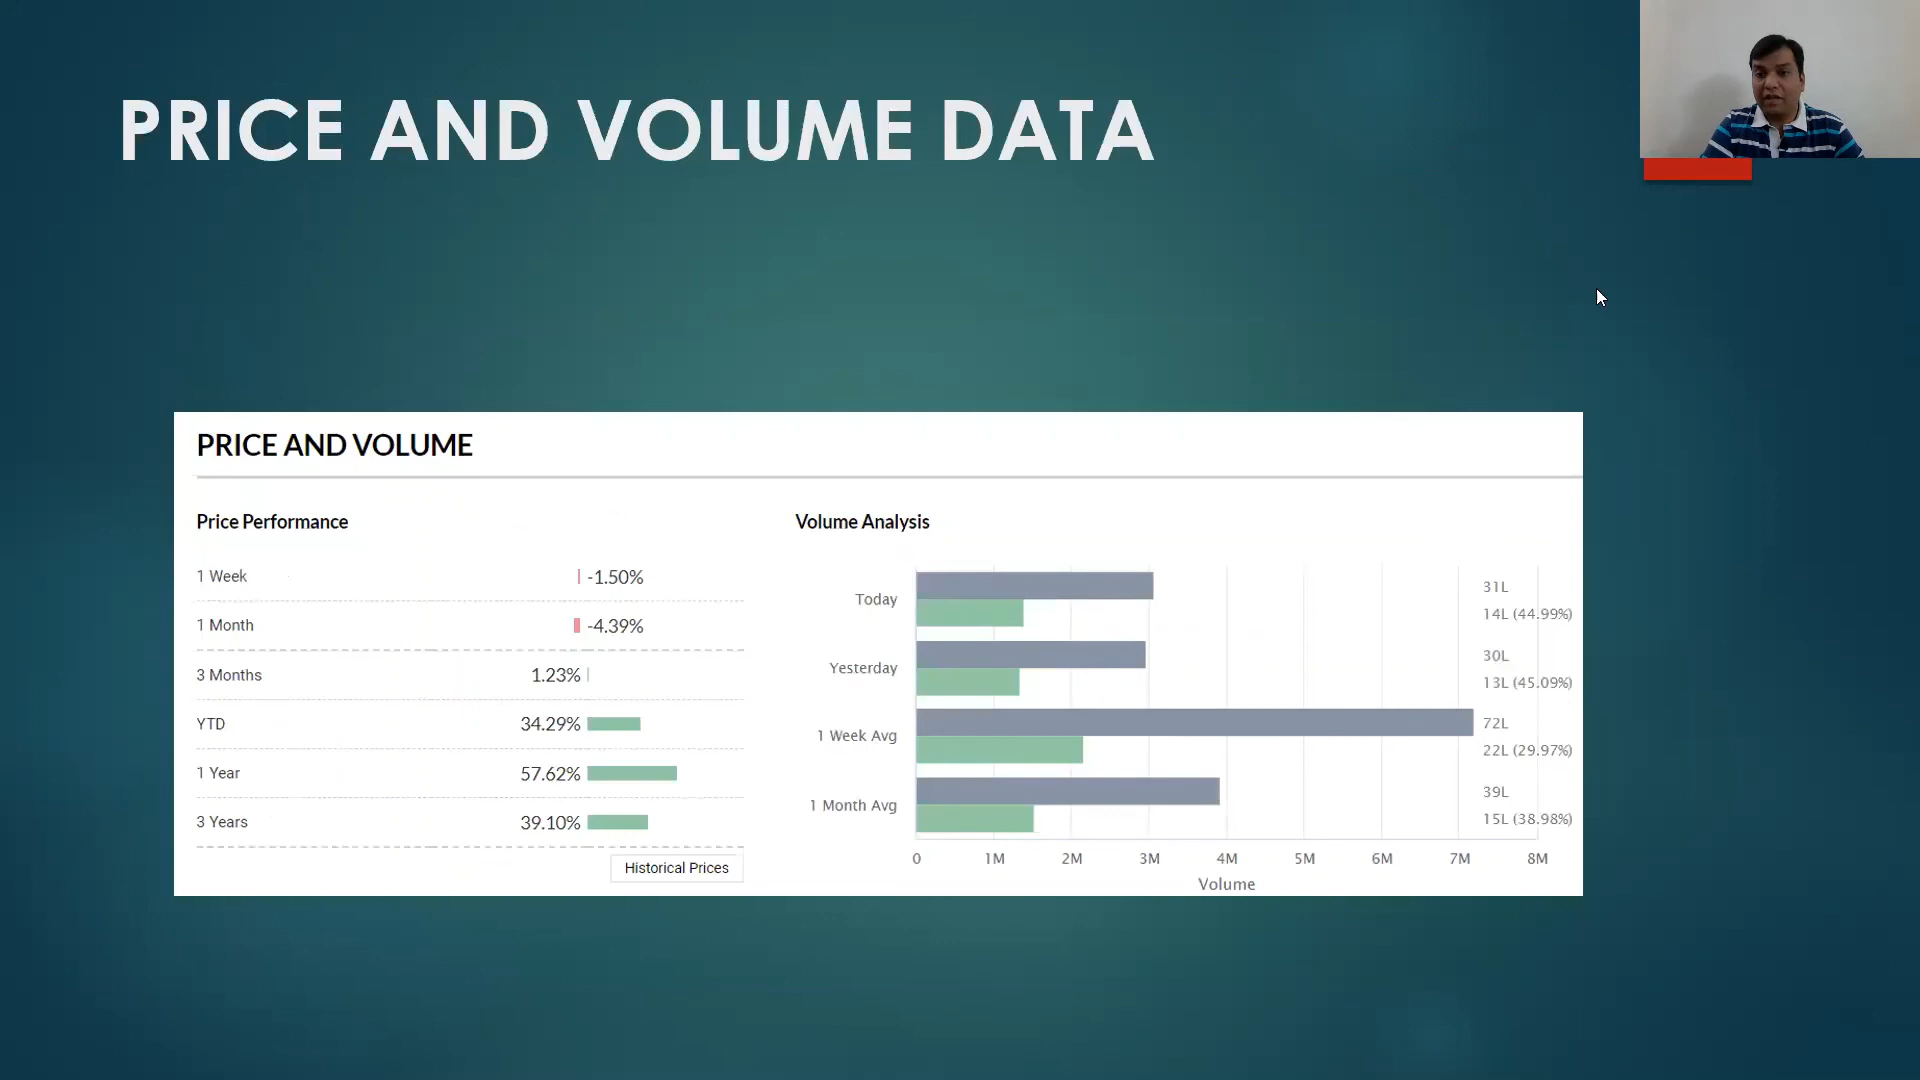 PRICE AND VOLUME DATA
PRICE AND VOLUME
Price Performance
1 Week -1.50%
1 Month -4.39%
3 Months 1.23%
YTD 34.29%
1 Year 57.62%
3 Years 39.10%
Historical Prices
Volume Analysis
Today 31L
14L (44.99%)
Yesterday 30L
13L (45.09%)
1 Week Avg 72L
22L (29.97%)
1 Month Avg 39L
15L (38.98%)
0 1M 2M 3M 4M 5M 6M 7M 8M
Volume